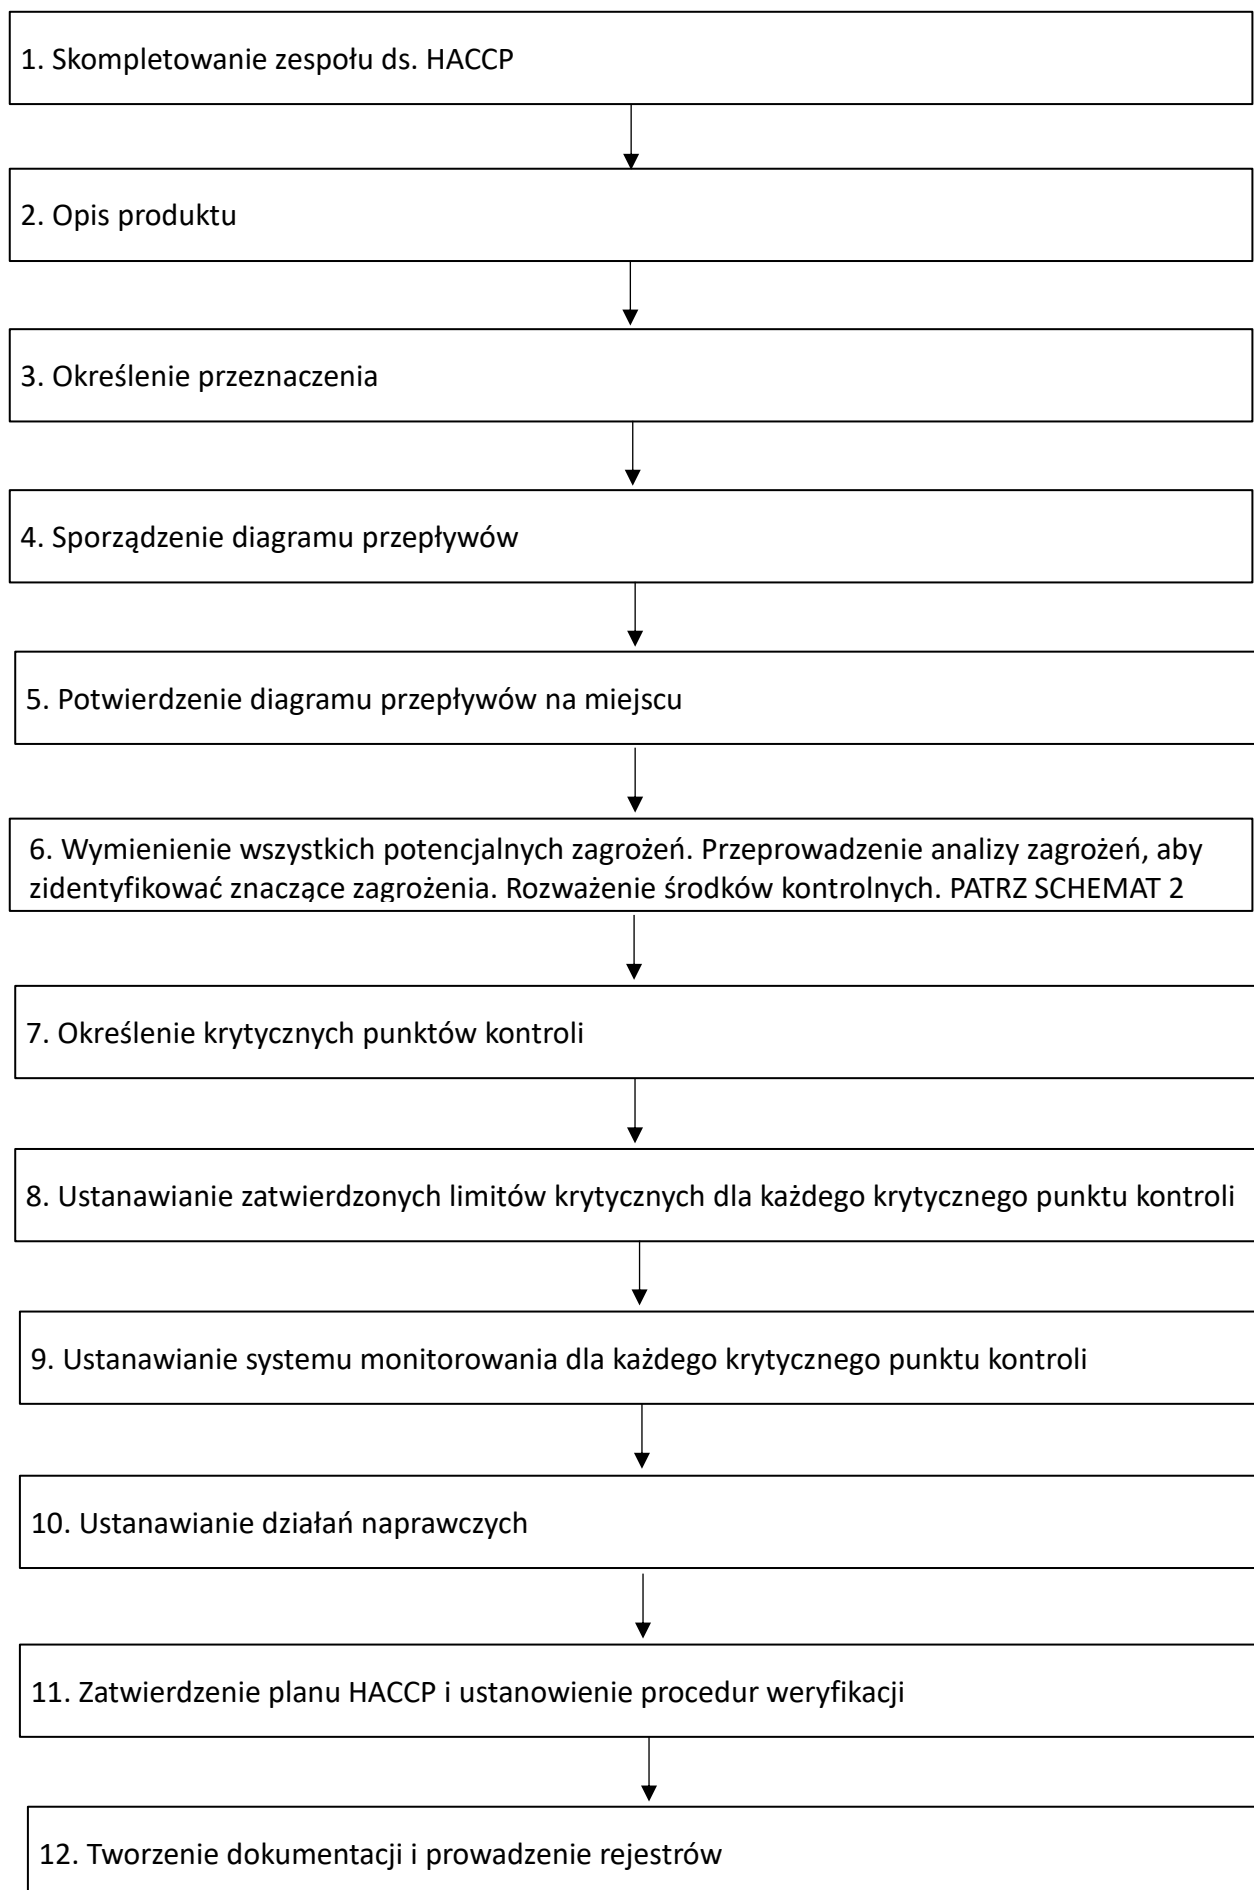 1. Skompletowanie zespołu ds. HACCP
2. Opis produktu
3. Określenie przeznaczenia
4. Sporządzenie diagramu przepływów
5. Potwierdzenie diagramu przepływów na miejscu
6. Wymienienie wszystkich potencjalnych zagrożeń. Przeprowadzenie analizy zagrożeń, aby
zidentyfikować znaczące zagrożenia. Rozważenie środków kontrolnych. PATRZ SCHEMAT 2
7. Określenie krytycznych punktów kontroli
8. Ustanawianie zatwierdzonych limitów krytycznych dla każdego krytycznego punktu kontroli
9. Ustanawianie systemu monitorowania dla każdego krytycznego punktu kontroli
10. Ustanawianie działań naprawczych
11. Zatwierdzenie planu HACCP i ustanowienie procedur weryfikacji
12. Tworzenie dokumentacji i prowadzenie rejestrów